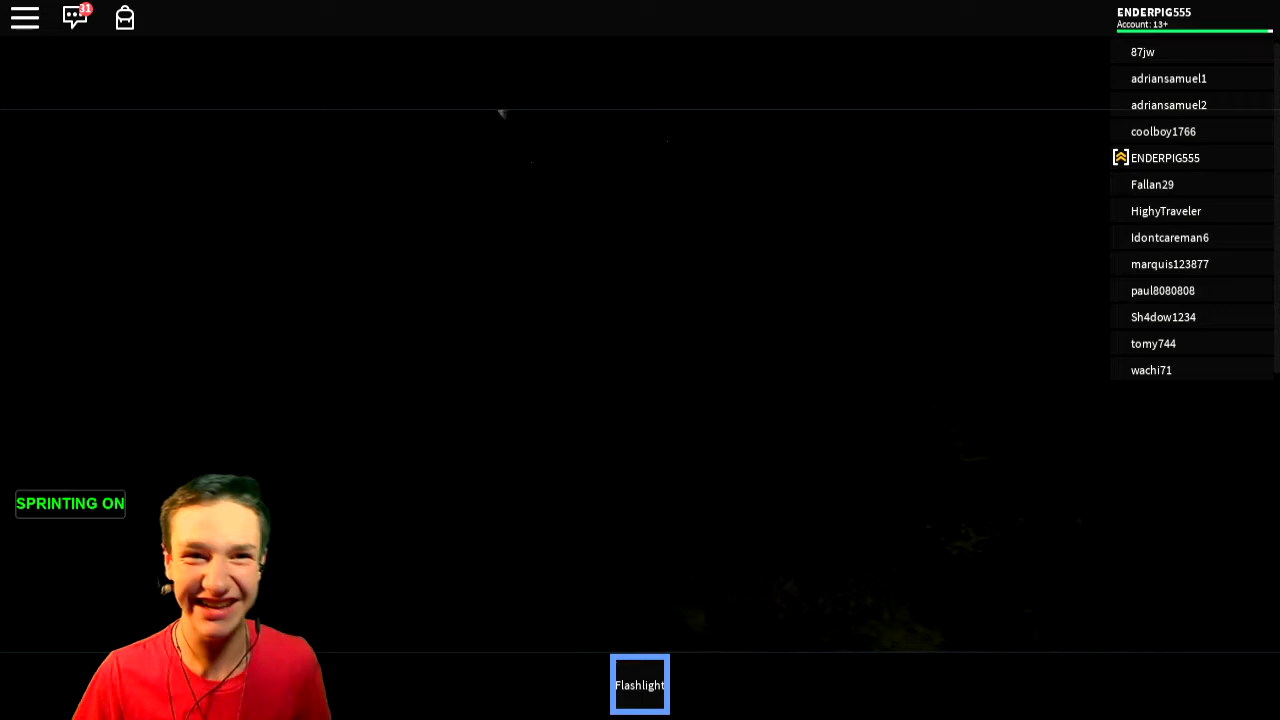 31
ENDERPIG555
Account: 13+
87jw
adriansamuel1
adriansamuel2
coolboy1766
ENDERPIG555
Fallan29
HighyTraveler
Idontcareman6
marquis123877
paul8080808
Sh4dow1234
tomy744
wachi71
SPRINTING ON
Flashlight